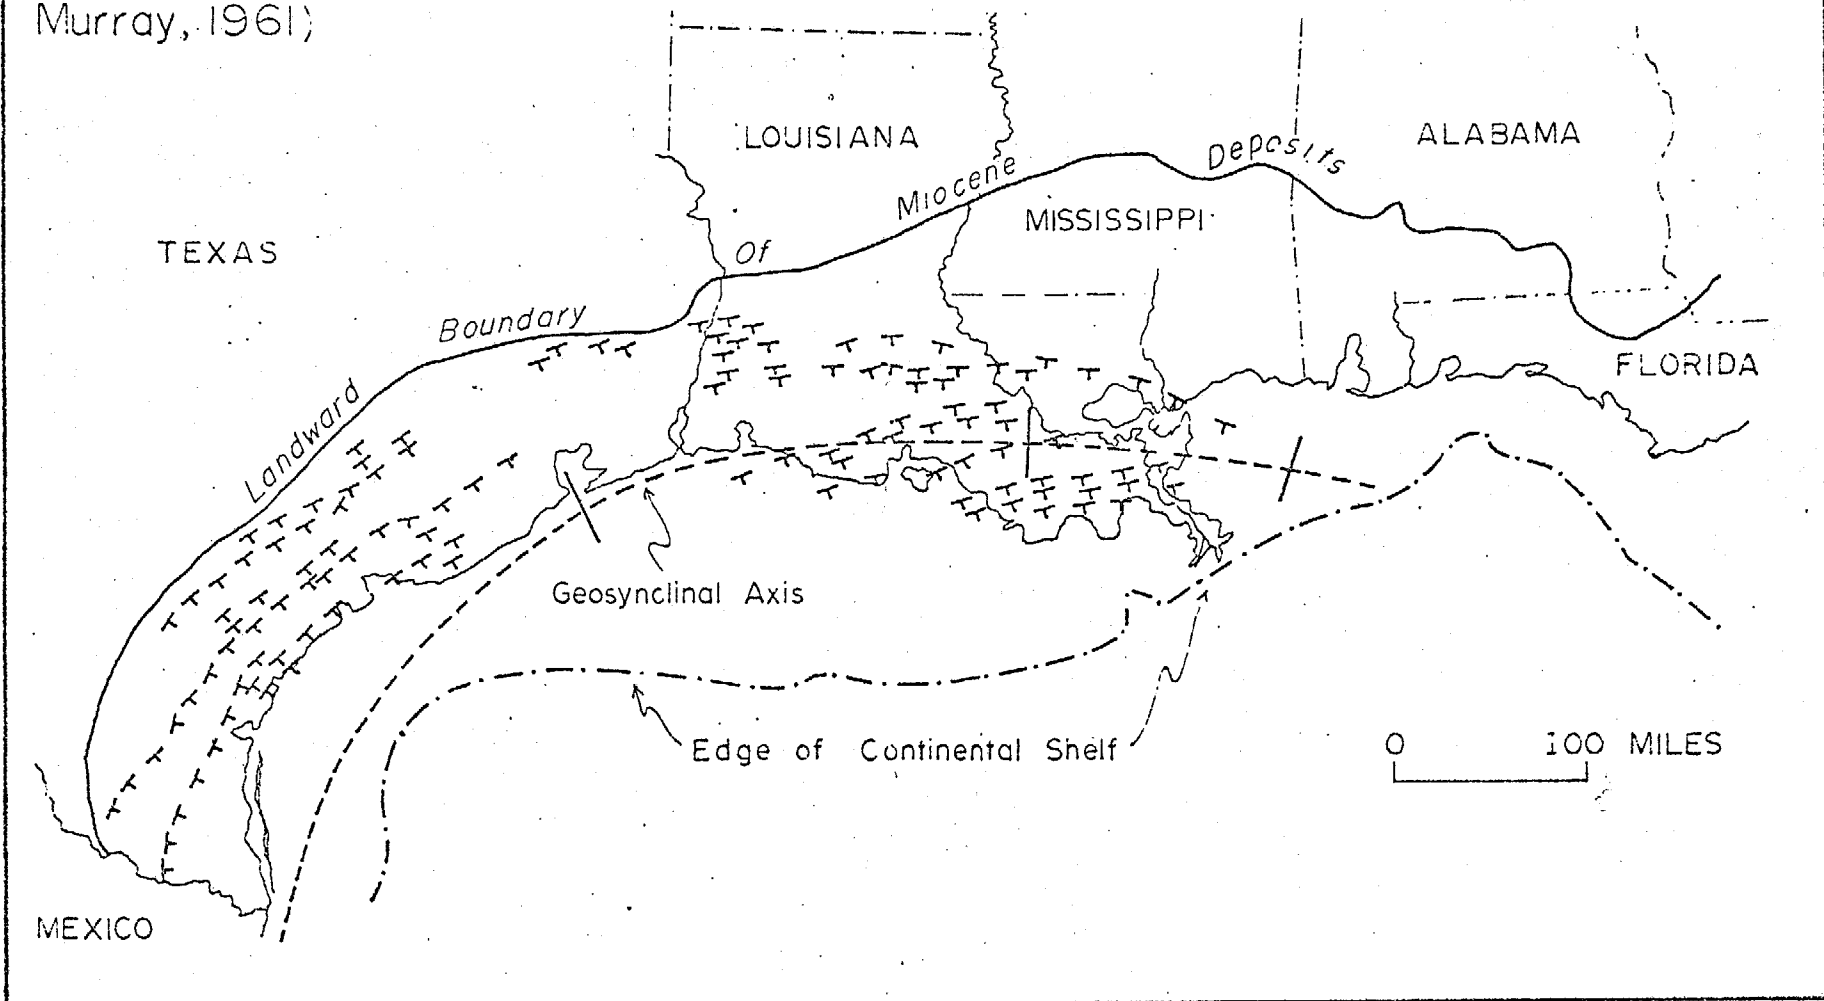 Murray, 1961)
LOUISIANA
ALABAMA
MISSISSIPPI
TEXAS
Landward Boundary Of Miocene Deposits
FLORIDA
Geosynclinal Axis
Edge of Continental Shelf
0 100 MILES
MEXICO